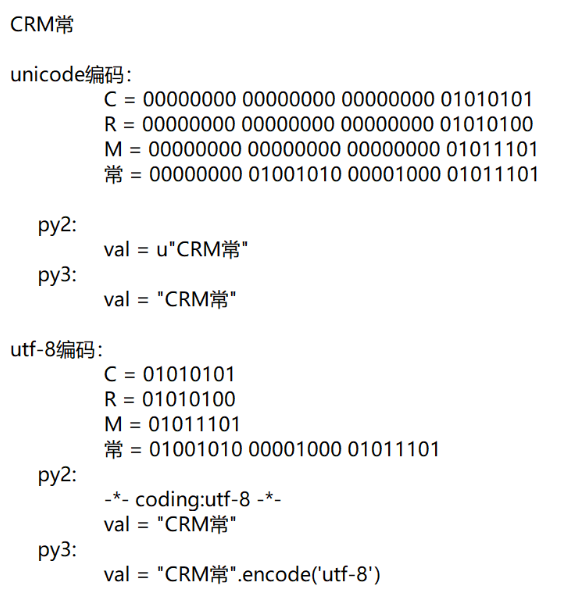 CRM常
unicode编码：
C = 00000000 00000000 00000000 01010101
R = 00000000 00000000 00000000 01010100
M = 00000000 00000000 00000000 01011101
常 = 00000000 01001010 00001000 01011101
py2:
val = u"CRM常"
py3:
val = "CRM常"
utf-8编码：
C = 01010101
R = 01010100
M = 01011101
常 = 01001010 00001000 01011101
py2:
-*- coding:utf-8 -*-
val = "CRM常"
py3:
val = "CRM常".encode('utf-8')